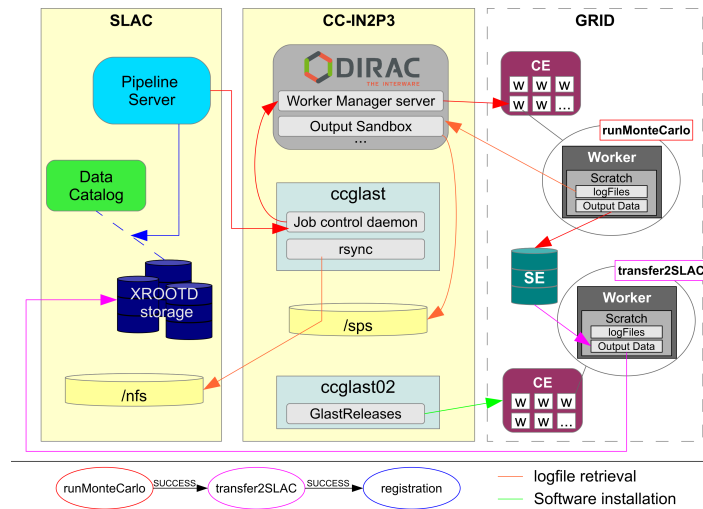 SLAC
CC-IN2P3
GRID
Pipeline
Server
Data
Catalog
XROOTD
storage
/nfs
DIRAC
THE INTERWARE
Worker Manager server
Output Sandbox
...
ccglast
Job control daemon
rsync
/sps
ccglast02
GlastReleases
CE
W W W
W W ...
runMonteCarlo
Worker
Scratch
logFiles
Output Data
SE
transfer2SLAC
Worker
Scratch
logFiles
Output Data
CE
W W W
W W ...
runMonteCarlo
SUCCESS
transfer2SLAC
SUCCESS
registration
logfile retrieval
Software installation